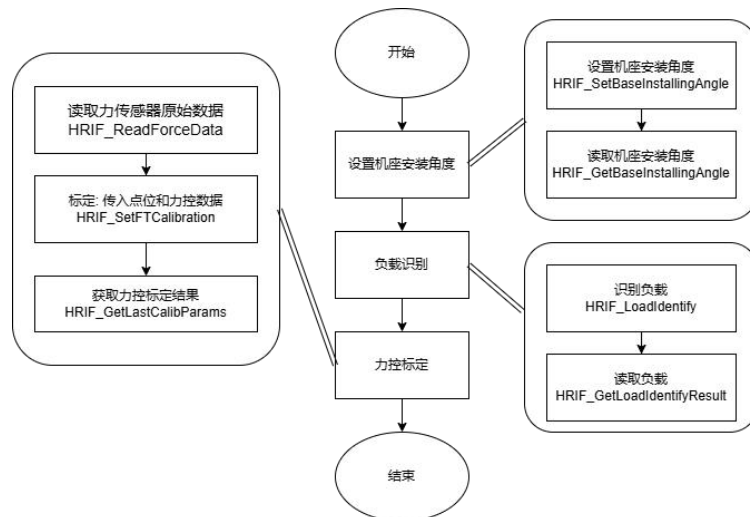 开始
设置机座安装角度
负载识别
力控标定
结束
读取力传感器原始数据
HRIF_ReadForceData
标定: 传入点位和力控数据
HRIF_SetFTCalibration
获取力控标定结果
HRIF_GetLastCalibParams
设置机座安装角度
HRIF_SetBaseInstallingAngle
读取机座安装角度
HRIF_GetBaseInstallingAngle
识别负载
HRIF_LoadIdentify
读取负载
HRIF_GetLoadIdentifyResult